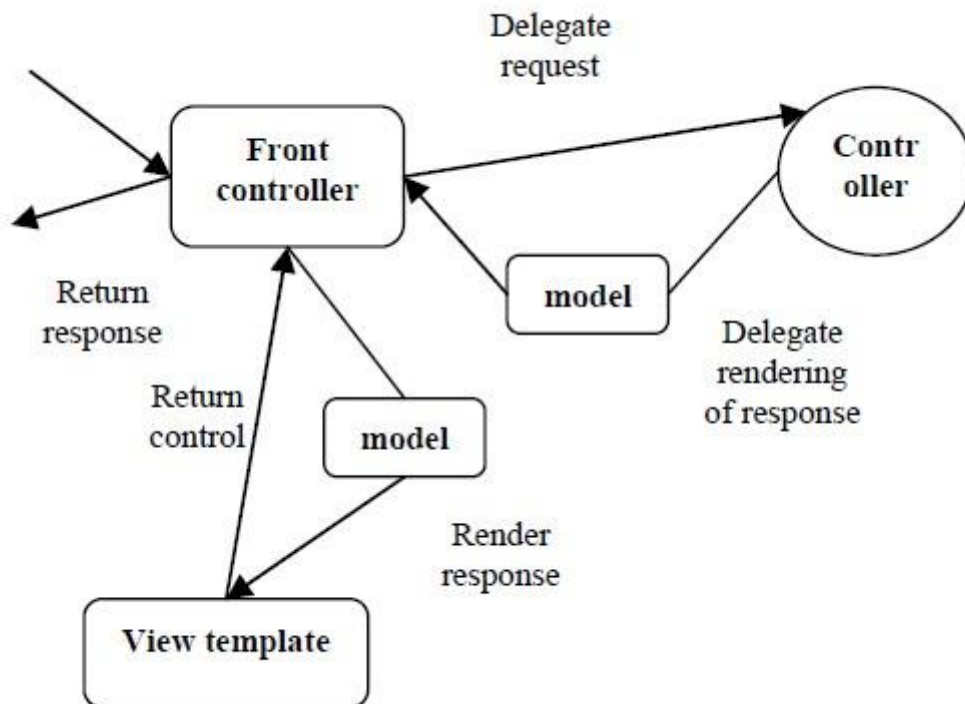 Delegate
request
Front
controller
Contr
oller
model
Return
response
Delegate
rendering
of response
Return
control
model
Render
response
View template